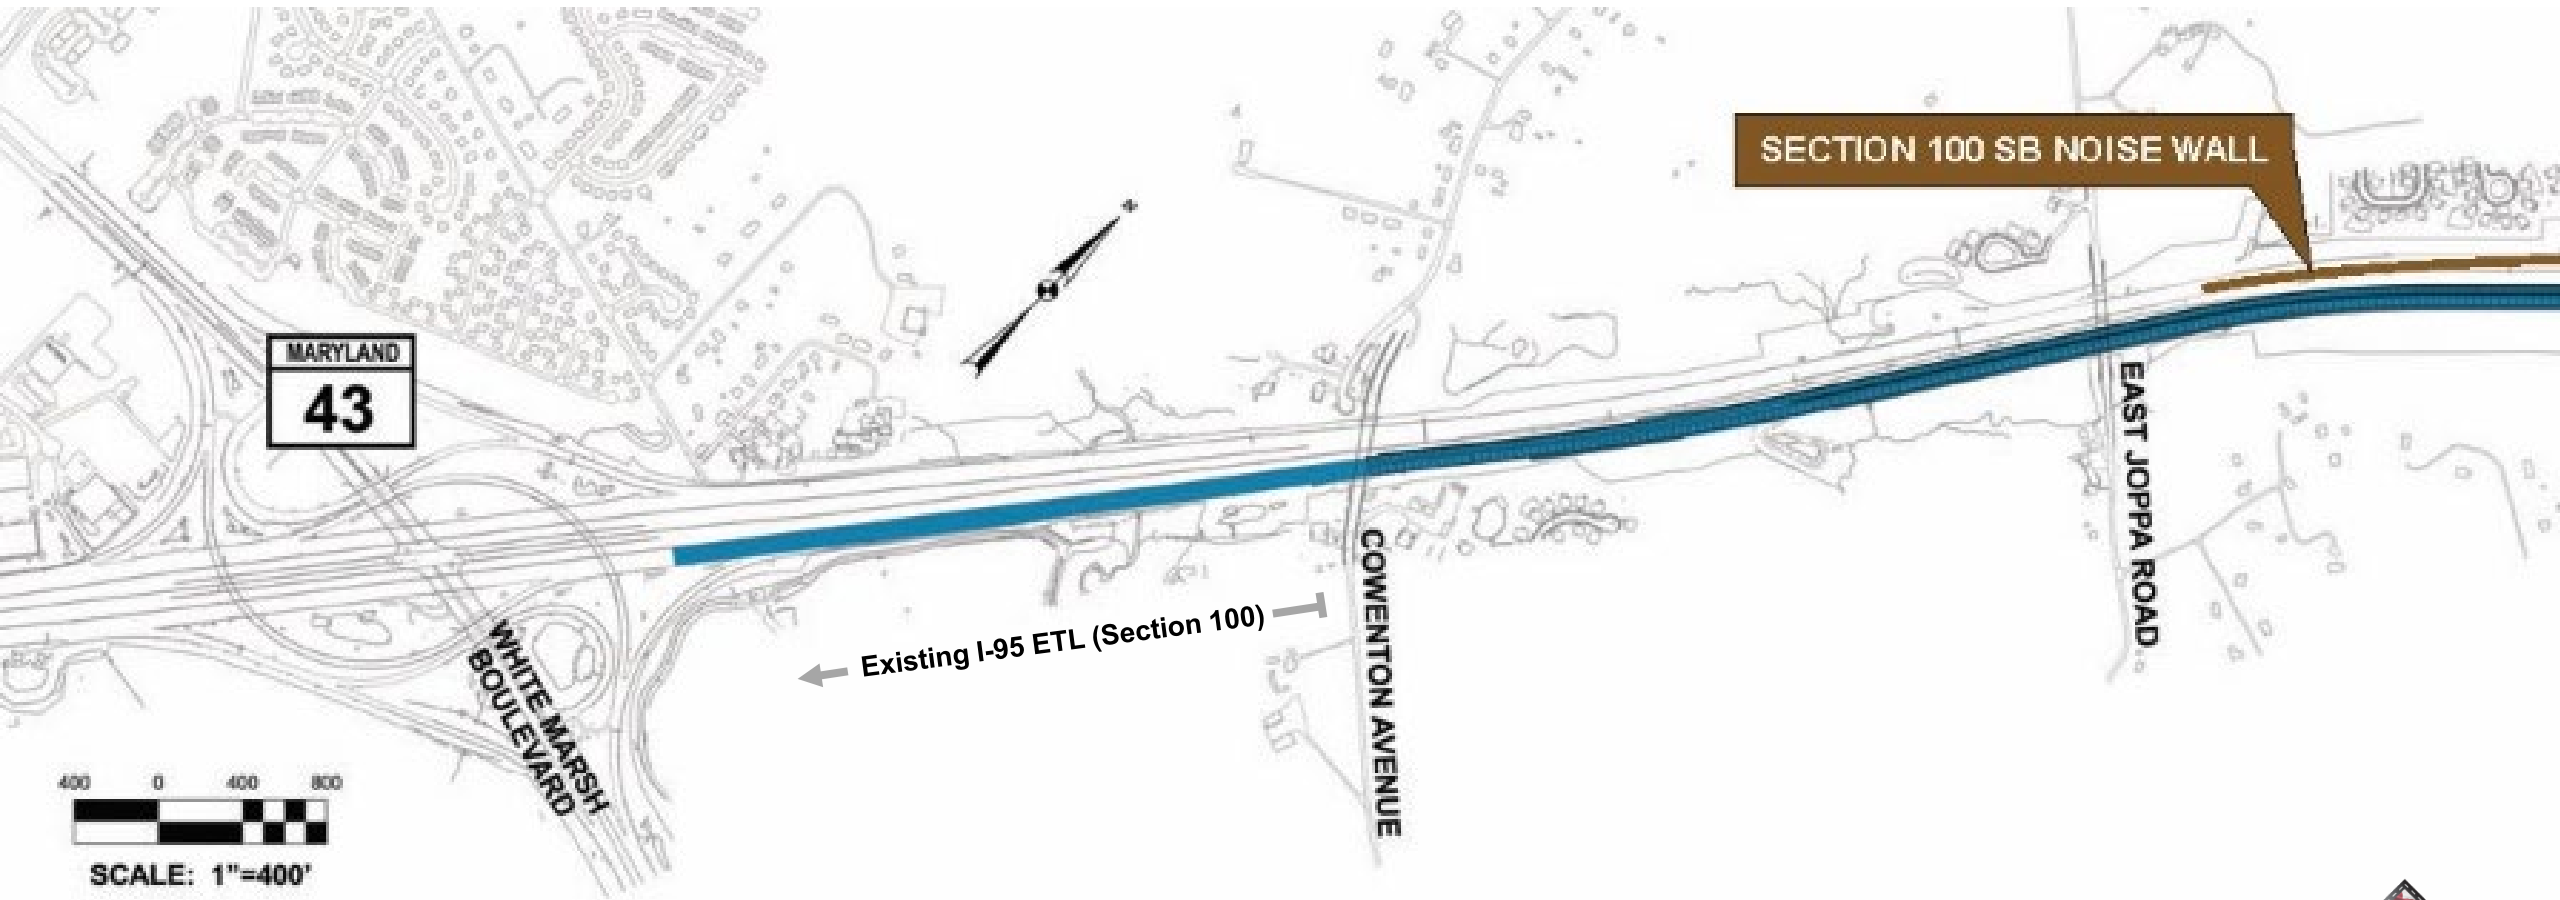 SECTION 100 SB NOISE WALL
MARYLAND
43
EAST JOPPA ROAD
COWENTON AVENUE
Existing I-95 ETL (Section 100)
WHITE MARSH
BOULEVARD
400 0 400 800
SCALE: 1"=400'